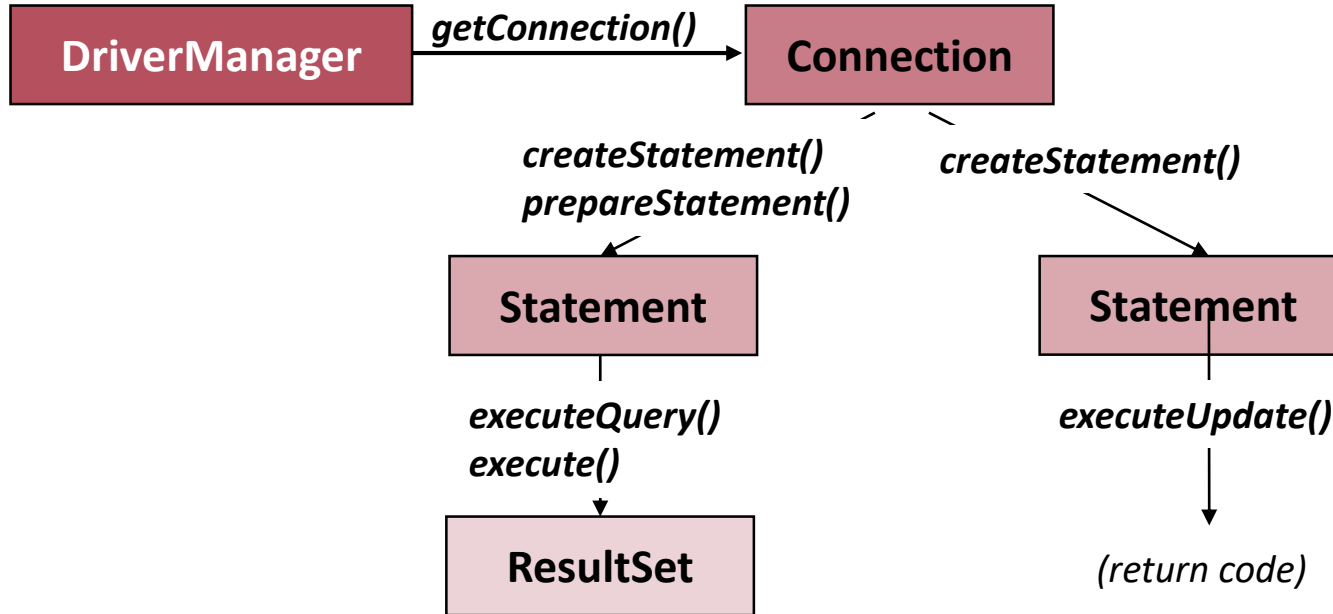 DriverManager
getConnection()
Connection
createStatement()
prepareStatement()
createStatement()
Statement
Statement
executeQuery()
execute()
executeUpdate()
ResultSet
(return code)